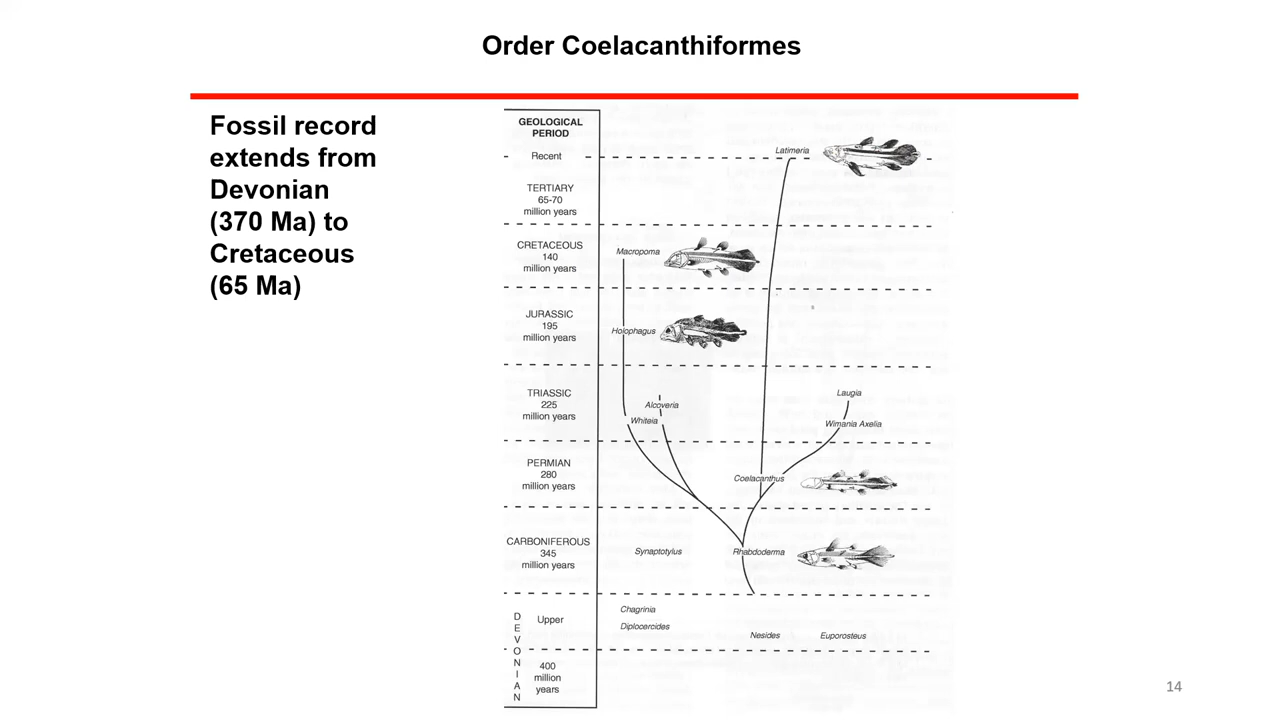 Order Coelacanthiformes
Fossil record
extends from
Devonian
(370 Ma) to
Cretaceous
(65 Ma)
GEOLOGICAL
PERIOD
Recent
Latimeria
TERTIARY
65-70
million years
CRETACEOUS
140
million years
Macropoma
JURASSIC
195
million years
Holophagus
TRIASSIC
225
million years
Alcoveria
Whiteia
Laugia
Wimania Axelia
PERMIAN
280
million years
Coelacanthus
CARBONIFEROUS
345
million years
Synaptotylus
Rhabdoderma
DEVONIAN
Upper
Chagrinia
Diplocercides
Nesides
Euporosteus
400
million
years
14